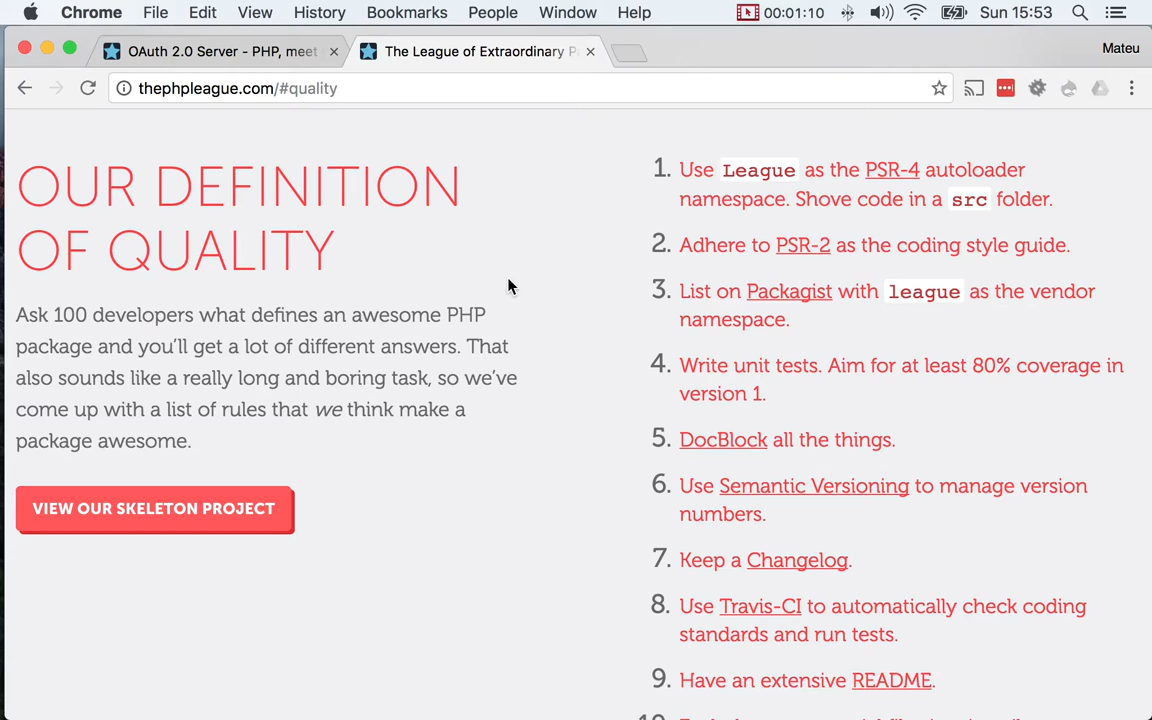 Chrome File Edit View History Bookmarks People Window Help 00:01:10 Sun 15:53
OAuth 2.0 Server - PHP, meet
The League of Extraordinary P
Mateu
thephpleague.com/#quality
OUR DEFINITION
OF QUALITY
Ask 100 developers what defines an awesome PHP
package and you’ll get a lot of different answers. That
also sounds like a really long and boring task, so we’ve
come up with a list of rules that we think make a
package awesome.
VIEW OUR SKELETON PROJECT
1. Use League as the PSR-4 autoloader
namespace. Shove code in a src folder.
2. Adhere to PSR-2 as the coding style guide.
3. List on Packagist with league as the vendor
namespace.
4. Write unit tests. Aim for at least 80% coverage in
version 1.
5. DocBlock all the things.
6. Use Semantic Versioning to manage version
numbers.
7. Keep a Changelog.
8. Use Travis-CI to automatically check coding
standards and run tests.
9. Have an extensive README.